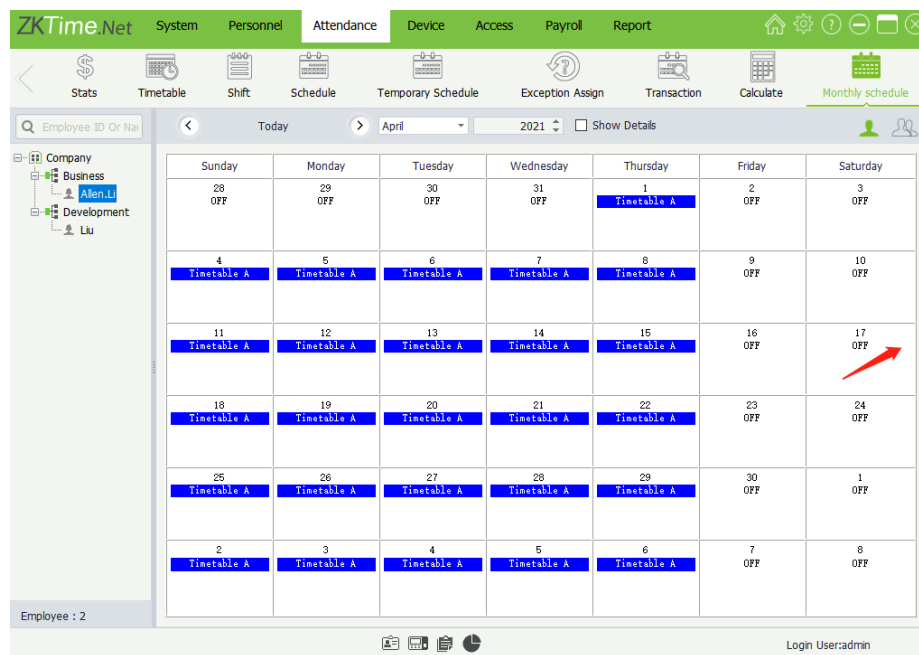 ZKTime.Net System Personnel Attendance Device Access Payroll Report
Stats Timetable Shift Schedule Temporary Schedule Exception Assign Transaction Calculate Monthly schedule
Employee ID Or Nar Today April 2021 Show Details
Company
Business
Allen.Li
Development
Liu
Sunday Monday Tuesday Wednesday Thursday Friday Saturday
28 29 30 31 1 2 3
OFF OFF OFF OFF Timetable A OFF OFF
4 5 6 7 8 9 10
Timetable A Timetable A Timetable A Timetable A Timetable A OFF OFF
11 12 13 14 15 16 17
Timetable A Timetable A Timetable A Timetable A Timetable A OFF OFF
18 19 20 21 22 23 24
Timetable A Timetable A Timetable A Timetable A Timetable A OFF OFF
25 26 27 28 29 30 1
Timetable A Timetable A Timetable A Timetable A Timetable A OFF OFF
2 3 4 5 6 7 8
Timetable A Timetable A Timetable A Timetable A Timetable A OFF OFF
Employee : 2
Login User:admin